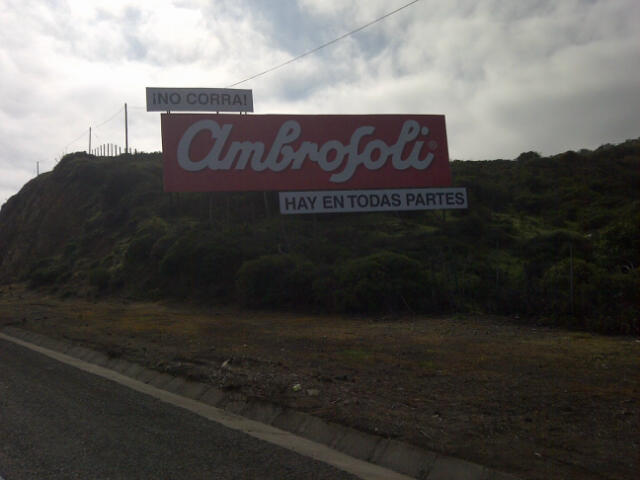 ¡NO CORRA!
Ambrosoli
HAY EN TODAS PARTES